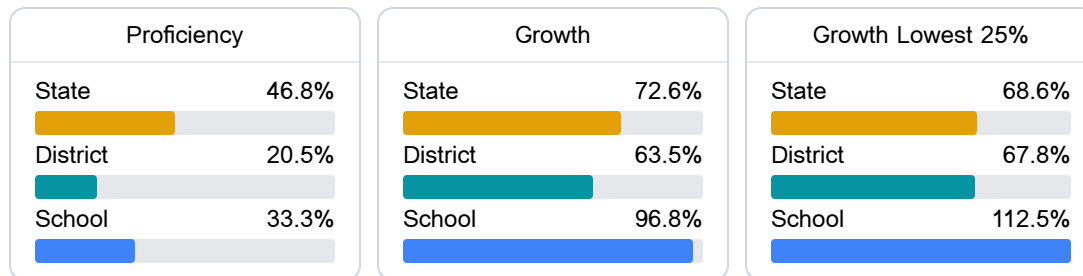 Proficiency
State 46.8%
District 20.5%
School 33.3%
Growth
State 72.6%
District 63.5%
School 96.8%
Growth Lowest 25%
State 68.6%
District 67.8%
School 112.5%